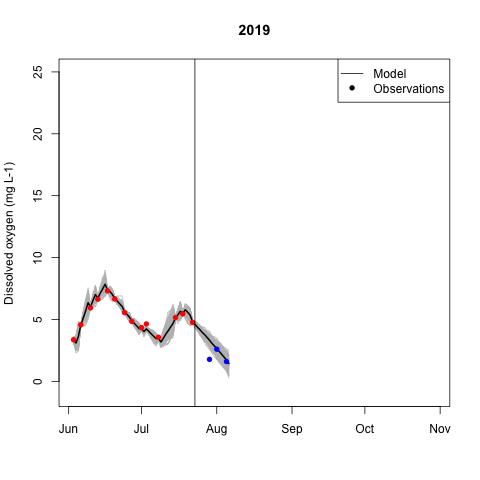 2019
Model
Observations
Dissolved oxygen (mg L-1)
25
20
15
10
5
0
Jun Jul Aug Sep Oct Nov